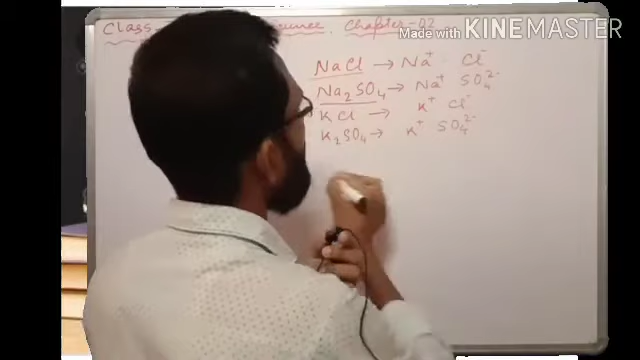 Made with KINEMASTER
Class Chapter-02
NaCl → Na⁺ Cl⁻
Na₂SO₄ → Na⁺ SO₄²⁻
KCl → K⁺ Cl⁻
K₂SO₄ → K⁺ SO₄²⁻